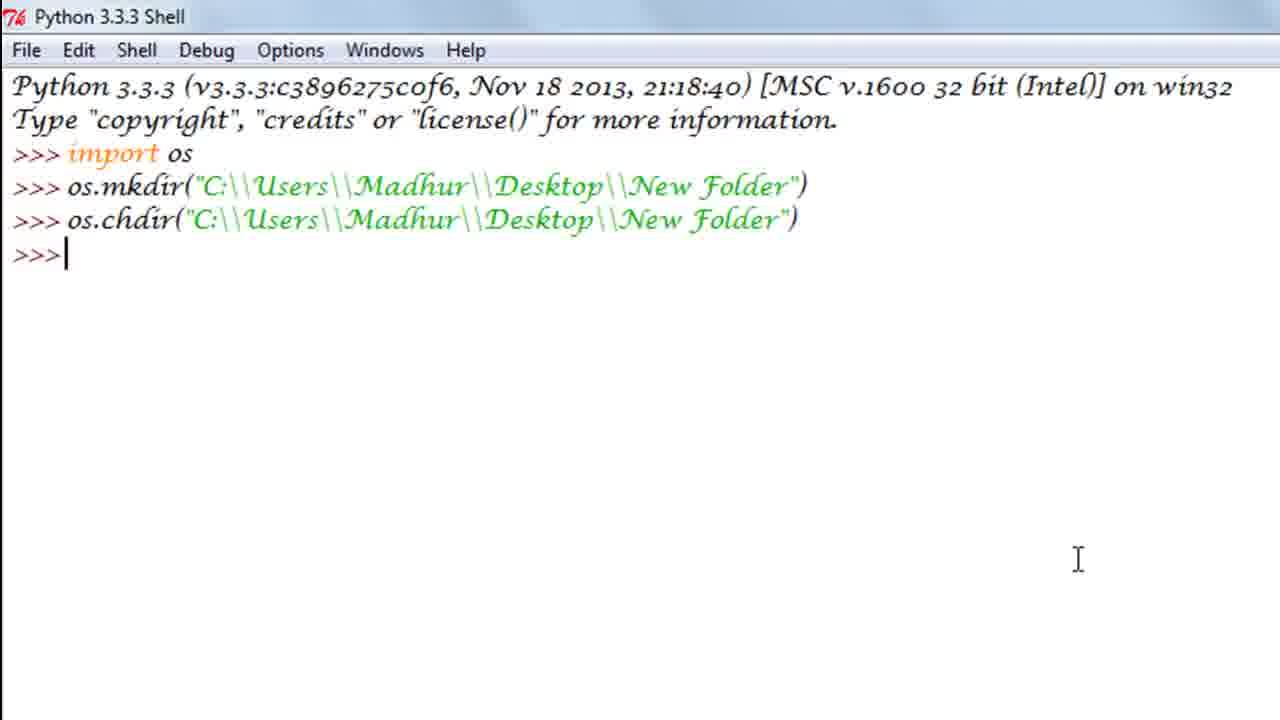 Python 3.3.3 Shell
File Edit Shell Debug Options Windows Help
Python 3.3.3 (v3.3.3:c3896275c0f6, Nov 18 2013, 21:18:40) [MSC v.1600 32 bit (Intel)] on win32
Type "copyright", "credits" or "license()" for more information.
>>> import os
>>> os.mkdir("C:\\Users\\Madhur\\Desktop\\New Folder")
>>> os.chdir("C:\\Users\\Madhur\\Desktop\\New Folder")
>>>